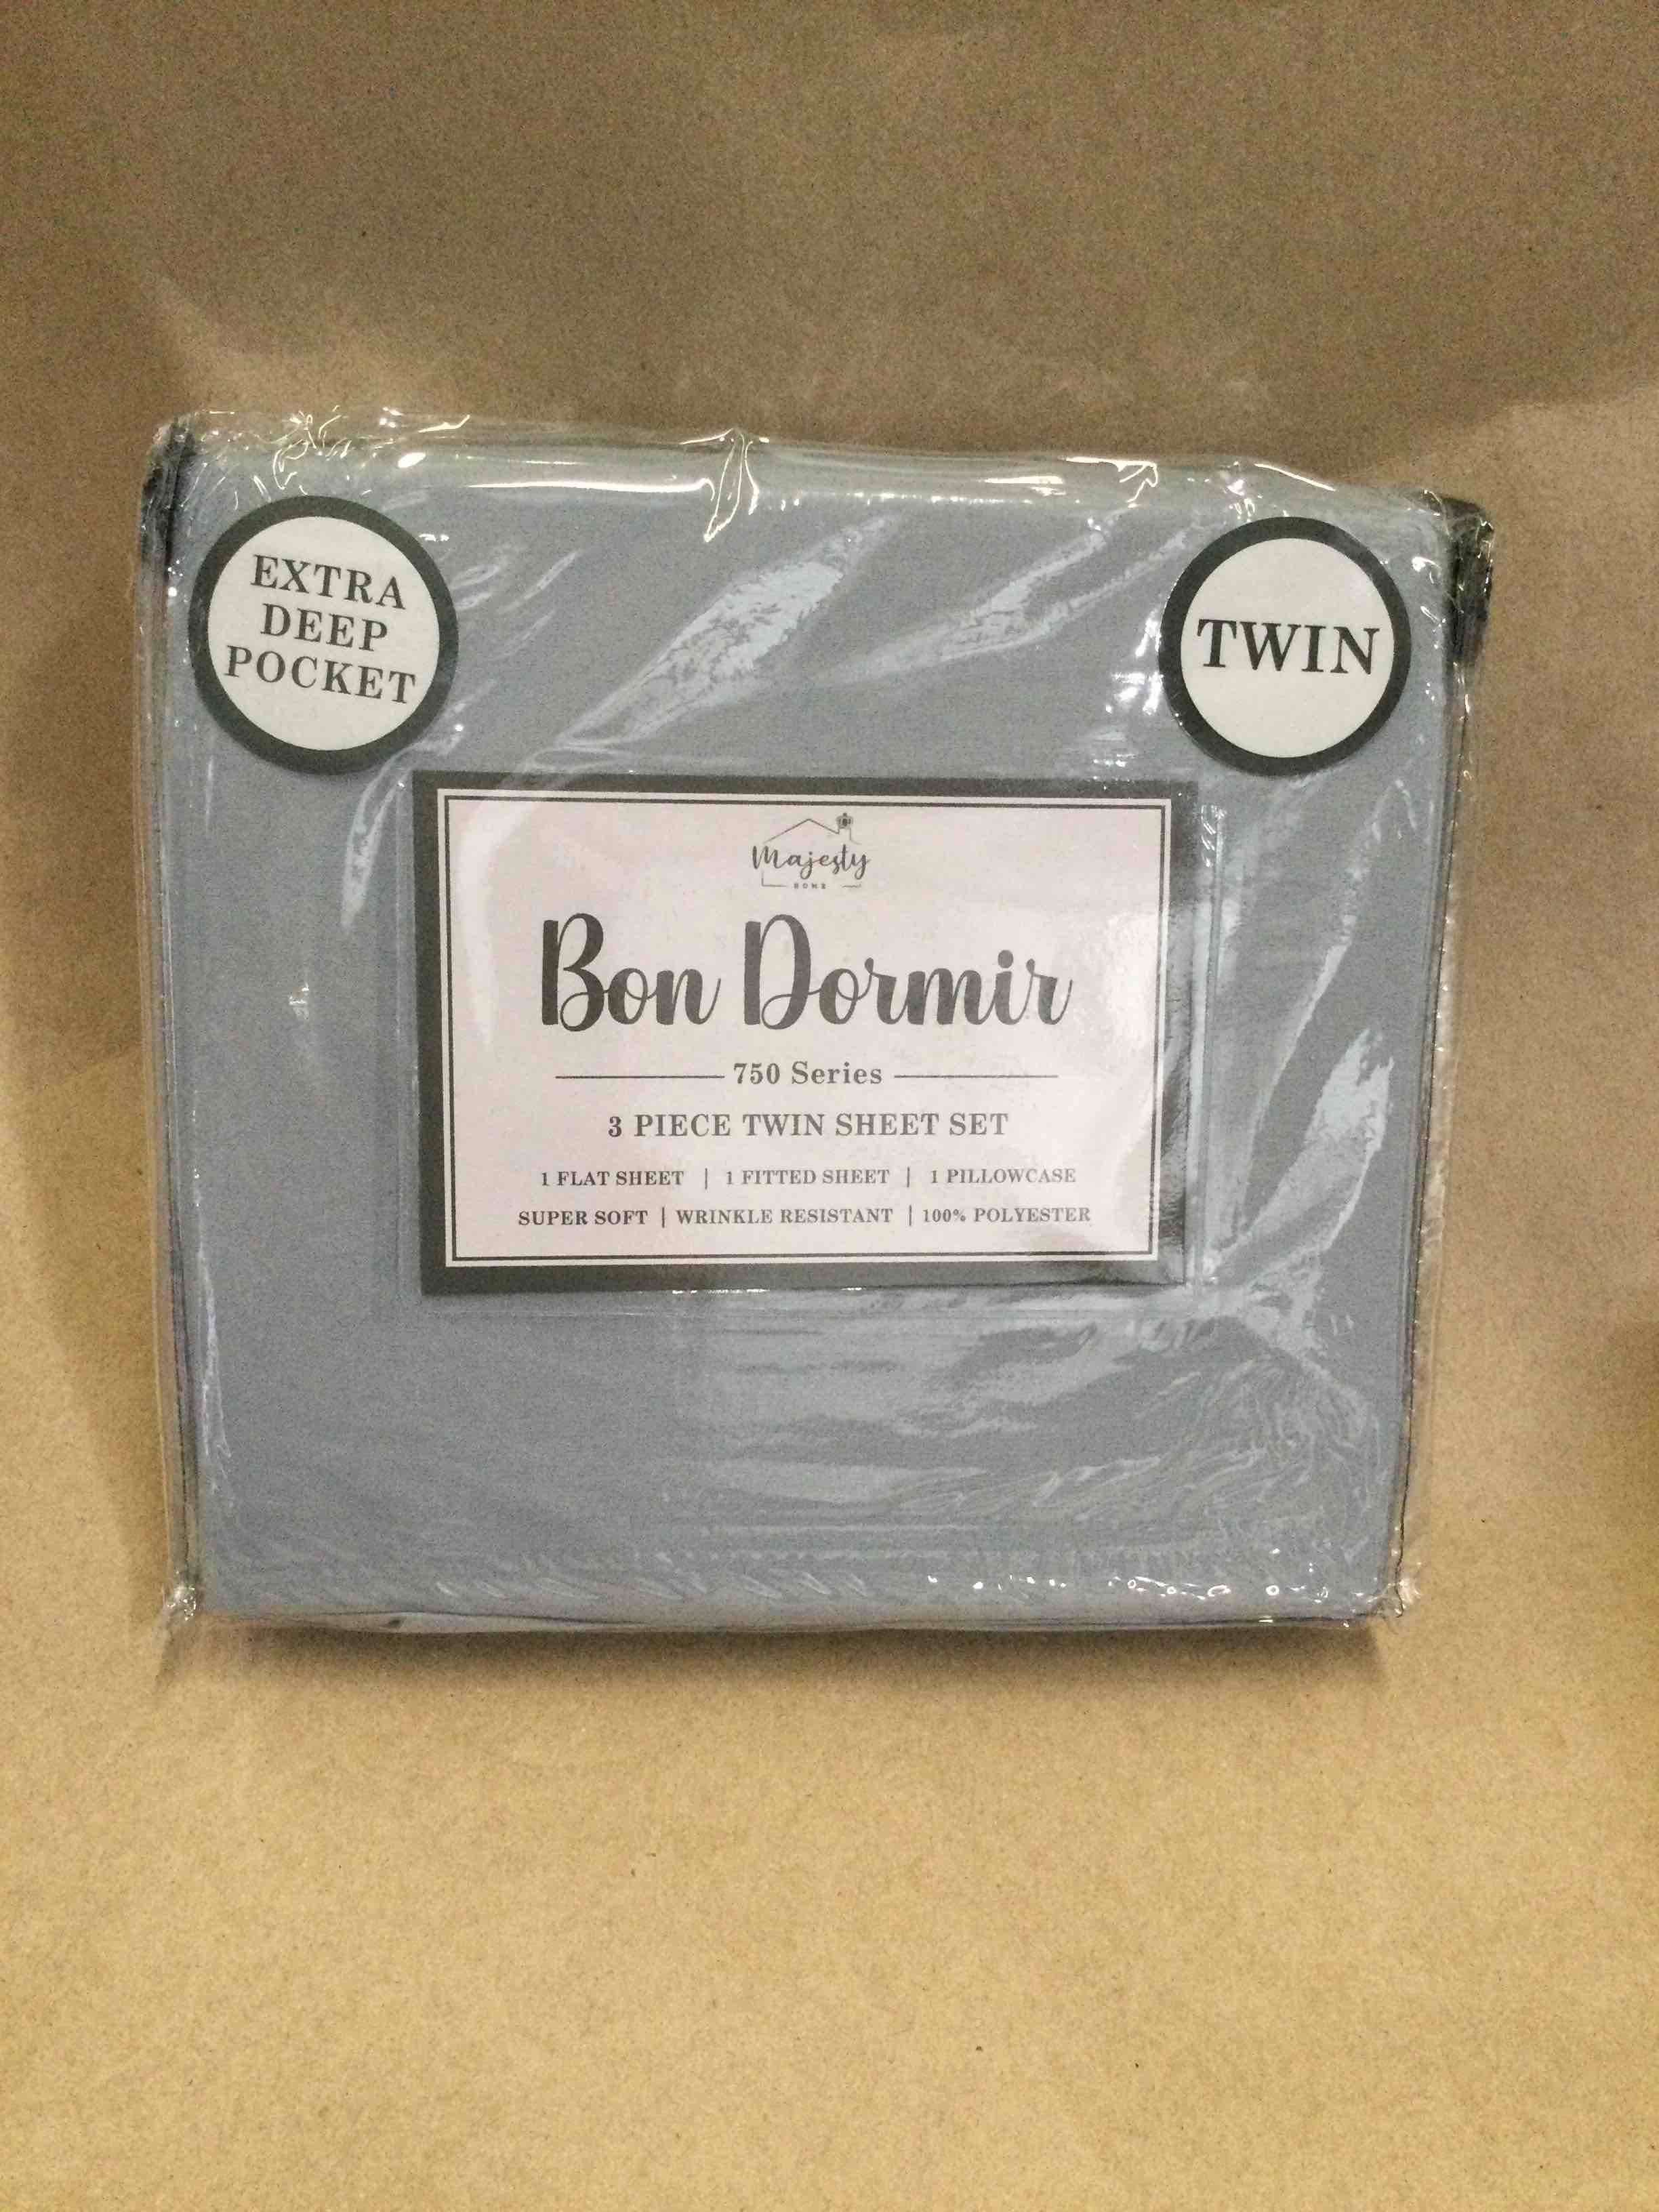 EXTRA
DEEP
POCKET
TWIN
Majesty
HOME
Bon Dormir
750 Series
3 PIECE TWIN SHEET SET
1 FLAT SHEET | 1 FITTED SHEET | 1 PILLOWCASE
SUPER SOFT | WRINKLE RESISTANT | 100% POLYESTER